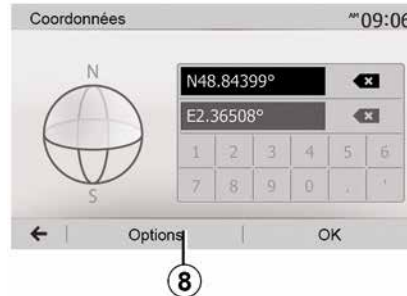 Coordonnées AM 09:06
N
N48.84399°
E2.36508°
1 2 3 4 5 6
7 8 9 0 . '
S
Options OK
8